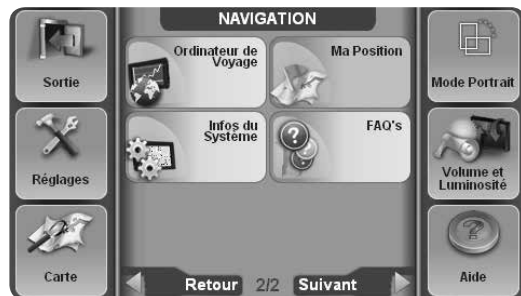 NAVIGATION
Sortie
Réglages
Carte
Ordinateur de
Voyage
Ma Position
Infos du
Système
FAQ's
Retour 2/2 Suivant
Mode Portrait
Volume et
Luminosité
Aide